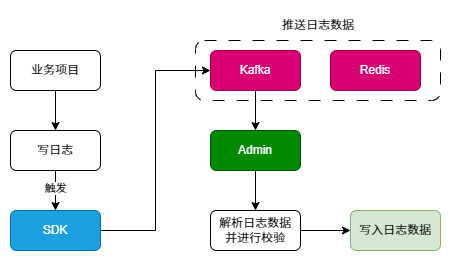 推送日志数据
业务项目
Kafka
Redis
写日志
Admin
触发
SDK
解析日志数据
并进行校验
写入日志数据